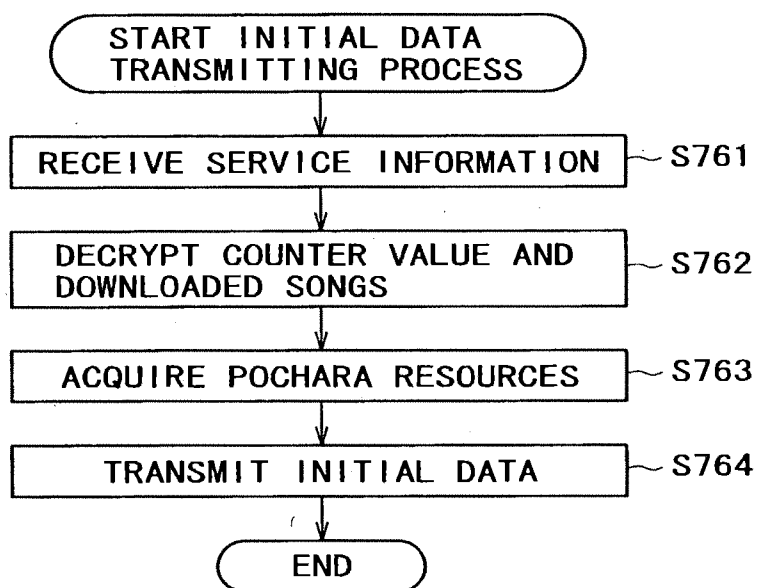 START INITIAL DATA
TRANSMITTING PROCESS
RECEIVE SERVICE INFORMATION
S761
DECRYPT COUNTER VALUE AND
DOWNLOADED SONGS
S762
ACQUIRE POCHARA RESOURCES
S763
TRANSMIT INITIAL DATA
S764
END